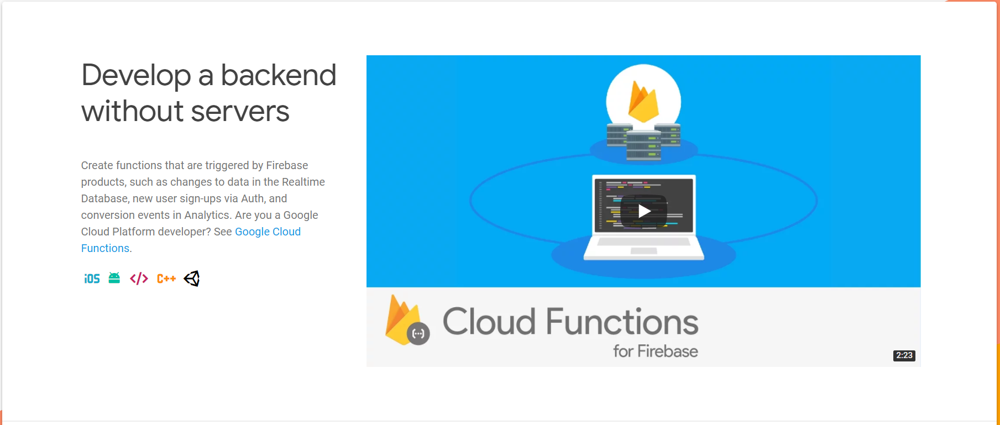 Develop a backend
without servers
Create functions that are triggered by Firebase
products, such as changes to data in the Realtime
Database, new user sign-ups via Auth, and
conversion events in Analytics. Are you a Google
Cloud Platform developer? See Google Cloud
Functions.
iOS </> C++
Cloud Functions
for Firebase
2:23